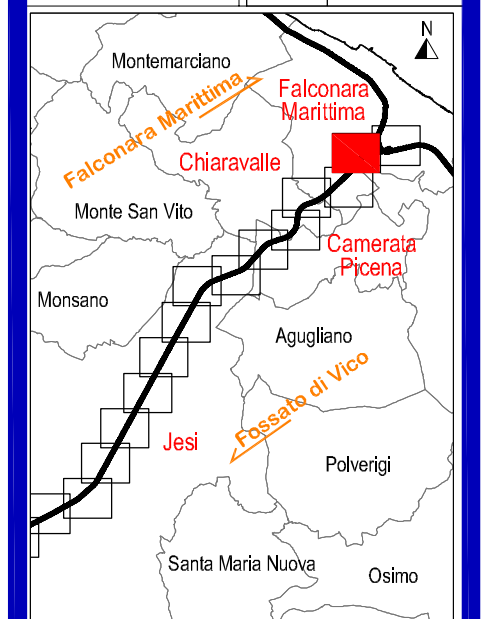 N
Montemarciano
Falconara
Marittima
Falconara Marittima
Chiaravalle
Monte San Vito
Camerata
Picena
Monsano
Agugliano
Fossato di Vico
Jesi
Polverigi
Santa Maria Nuova
Osimo